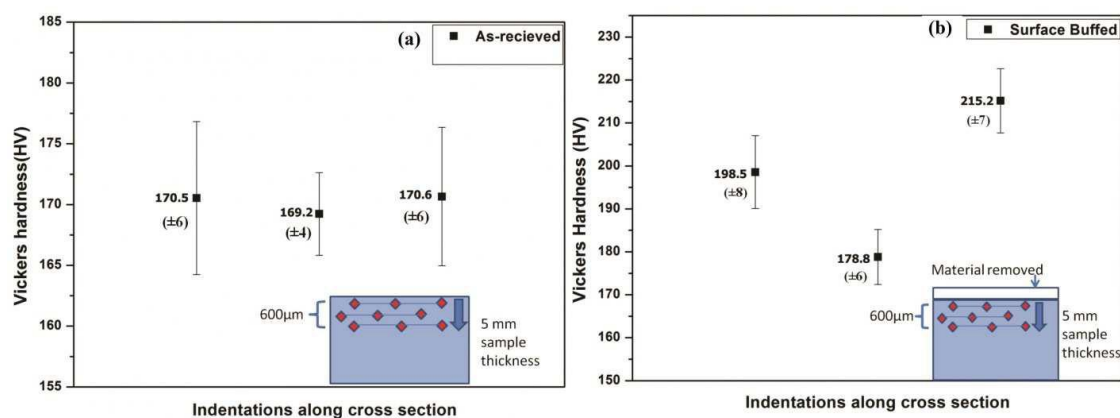 (a)
As-recieved
Vickers hardness(HV)
185
180
175
170
165
160
155
170.5
(±6)
169.2
(±4)
170.6
(±6)
600μm
5 mm
sample
thickness
Indentations along cross section
(b)
Surface Buffed
Vickers Hardness (HV)
230
220
210
200
190
180
170
160
150
198.5
(±8)
178.8
(±6)
215.2
(±7)
Material removed
600μm
5 mm
sample
thickness
Indentations along cross section